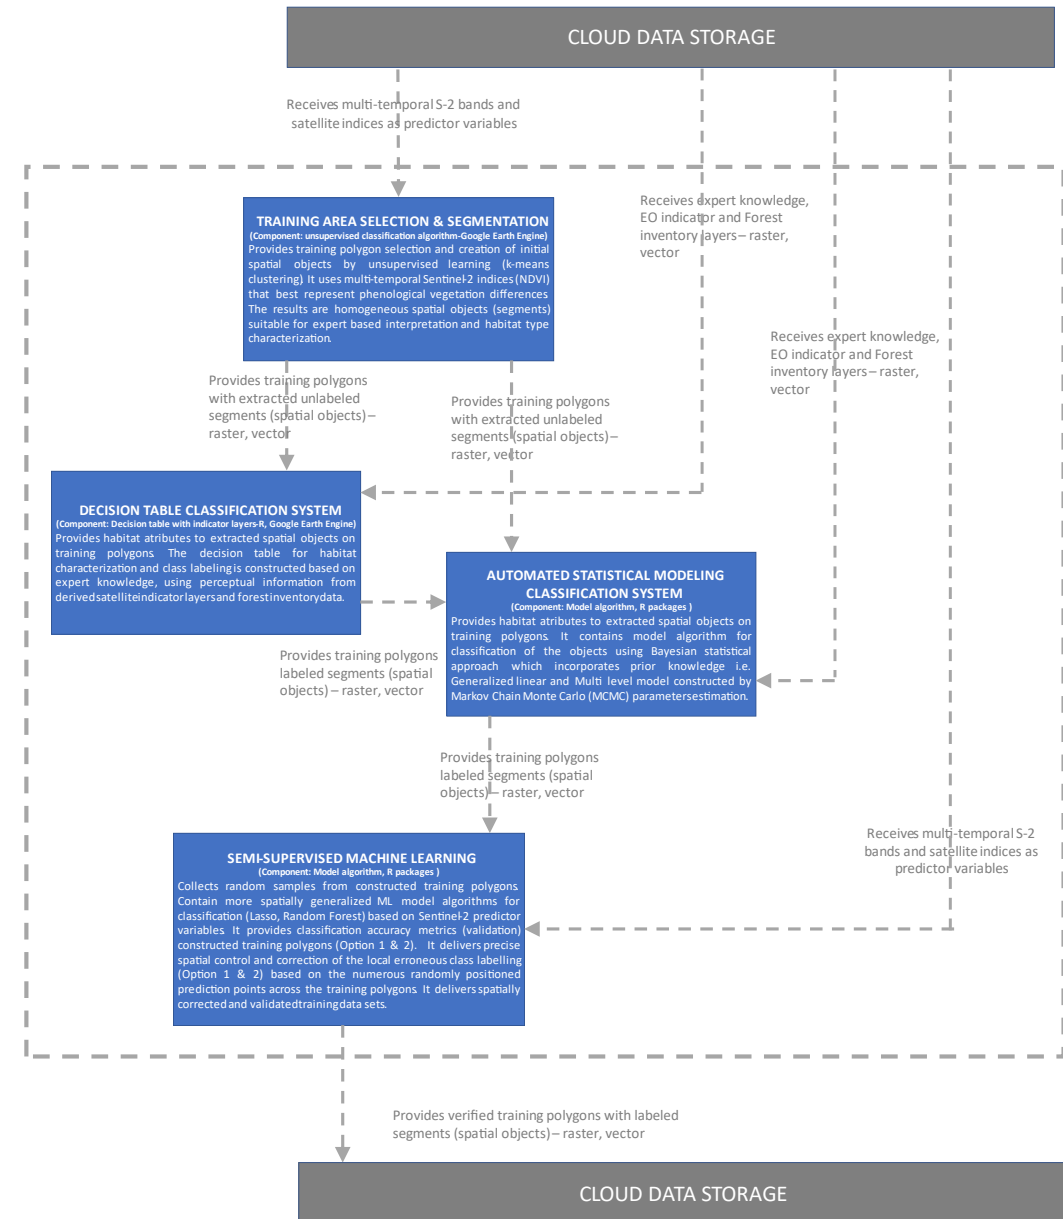 CLOUD DATA STORAGE
Receives multi-temporal S-2 bands and
satellite indices as predictor variables
Receives expert knowledge,
EO indicator and Forest
inventory layers – raster,
vector
TRAINING AREA SELECTION & SEGMENTATION
(Component: unsupervised classification algorithm-Google Earth Engine)
Provides training polygon selection and creation of initial
spatial objects by unsupervised learning (k-means
clustering). It uses multi-temporal Sentinel-2 indices (NDVI)
that best represent phenological vegetation differences.
The results are homogeneous spatial objects (segments)
suitable for expert based interpretation and habitat type
characterization.
Receives expert knowledge,
EO indicator and Forest
inventory layers – raster,
vector
Provides training polygons
with extracted unlabeled
segments (spatial objects) –
raster, vector
Provides training polygons
with extracted unlabeled
segments (spatial objects) –
raster, vector
DECISION TABLE CLASSIFICATION SYSTEM
(Component: Decision table with indicator layers-R, Google Earth Engine)
Provides habitat atributes to extracted spatial objects on
training polygons. The decision table for habitat
characterization and class labeling is constructed based on
expert knowledge, using perceptual information from
derived satellite indicator layers and forest inventory data.
AUTOMATED STATISTICAL MODELING
CLASSIFICATION SYSTEM
(Component: Model algorithm, R packages )
Provides habitat atributes to extracted spatial objects on
training polygons. It contains model algorithm for
classification of the objects using Bayesian statistical
approach which incorporates prior knowledge i.e.
Generalized linear and Multi level model constructed by
Markov Chain Monte Carlo (MCMC) parameters estimation.
Provides training polygons
labeled segments (spatial
objects) – raster, vector
Provides training polygons
labeled segments (spatial
objects) – raster, vector
SEMI-SUPERVISED MACHINE LEARNING
(Component: Model algorithm, R packages )
Collects random samples from constructed training polygons.
Contain more spatially generalized ML model algorithms for
classification (Lasso, Random Forest) based on Sentinel-2 predictor
variables. It provides classification accuracy metrics (validation)
constructed training polygons (Option 1 & 2). It delivers precise
spatial control and correction of the local erroneous class labelling
(Option 1 & 2) based on the numerous randomly positioned
prediction points across the training polygons. It delivers spatially
corrected and validated training data sets.
Receives multi-temporal S-2
bands and satellite indices as
predictor variables
Provides verified training polygons with labeled
segments (spatial objects) – raster, vector
CLOUD DATA STORAGE